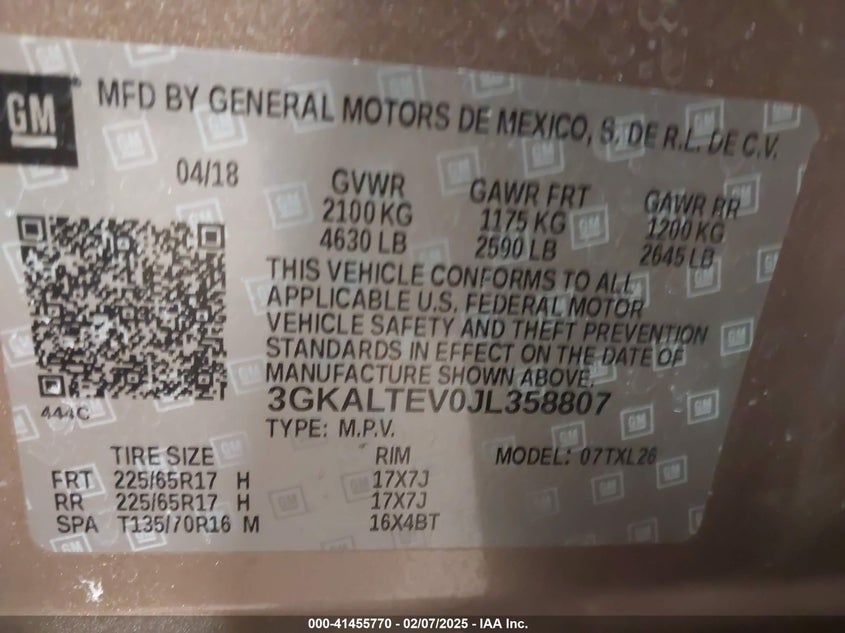 GM
MFD BY GENERAL MOTORS DE MEXICO, S. DE R.L. DE C.V.
04/18
GVWR GAWR FRT GAWR RR
2100 KG 1175 KG 1200 KG
4630 LB 2590 LB 2645 LB
THIS VEHICLE CONFORMS TO ALL
APPLICABLE U.S. FEDERAL MOTOR
VEHICLE SAFETY AND THEFT PREVENTION
STANDARDS IN EFFECT ON THE DATE OF
MANUFACTURE SHOWN ABOVE.
444C
3GKALTEV0JL358807
TYPE: M.P.V.
TIRE SIZE RIM MODEL: 07TXL26
FRT 225/65R17 H 17X7J
RR 225/65R17 H 17X7J
SPA T135/70R16 M 16X4BT
000-41455770 - 02/07/2025 - IAA Inc.